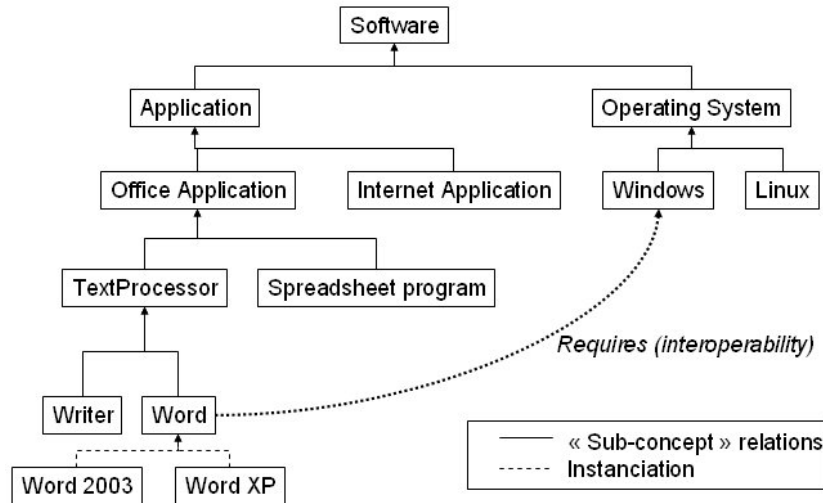 Software
Application
Operating System
Office Application
Internet Application
Windows
Linux
TextProcessor
Spreadsheet program
Requires (interoperability)
Writer
Word
« Sub-concept » relations
Instanciation
Word 2003
Word XP